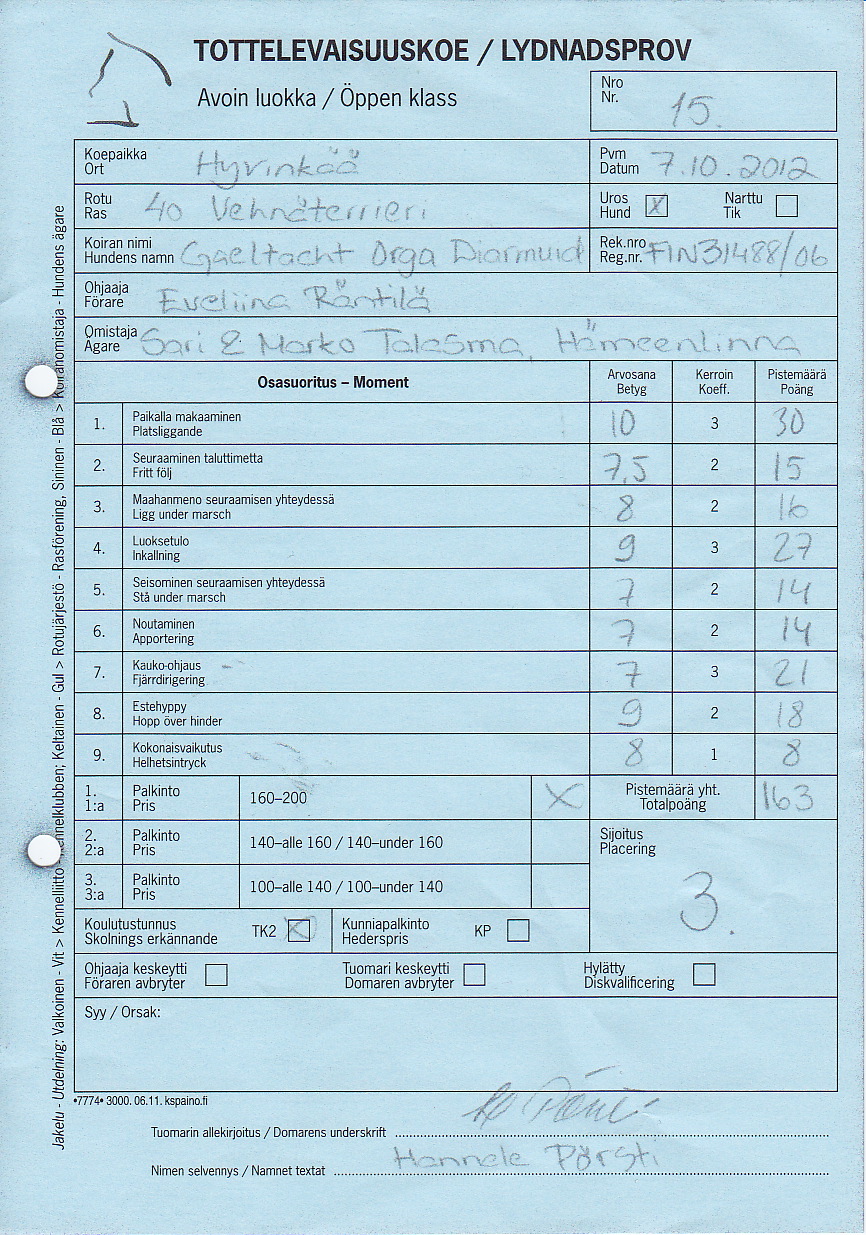 TOTTELEVAISUUSKOE / LYDNADSPROV
Avoin luokka / Öppen klass
Nro
Nr. 15.
Koepaikka
Ort Hyvinkää
Pvm
Datum 7.10.2012
Rotu
Ras 40 Vehnäterrieri
Uros
Hund X
Narttu
Tik
Koiran nimi
Hundens namn Gaeltacht Orga Diarmuid
Rek.nro
Reg.nr. FIN31488/06
Ohjaaja
Förare Eveliina Räntilä
Omistaja
Ägare Sari & Marko Talasma, Hämeenlinna
Osasuoritus – Moment
Arvosana
Betyg
Kerroin
Koeff.
Pistemäärä
Poäng
1. Paikalla makaaminen
Platsliggande 10 3 30
2. Seuraaminen taluttimetta
Fritt följ 7,5 2 15
3. Maahanmeno seuraamisen yhteydessä
Ligg under marsch 8 2 16
4. Luoksetulo
Inkallning 9 3 27
5. Seisominen seuraamisen yhteydessä
Stå under marsch 7 2 14
6. Noutaminen
Apportering 7 2 14
7. Kauko-ohjaus
Fjärrdirigering 7 3 21
8. Estehyppy
Hopp över hinder 9 2 18
9. Kokonaisvaikutus
Helhetsintryck 8 1 8
1. Palkinto
1:a Pris 160–200 X
Pistemäärä yht.
Totalpoäng 163
2. Palkinto
2:a Pris 140–alle 160 / 140–under 160
Sijoitus
Placering 3.
3. Palkinto
3:a Pris 100–alle 140 / 100–under 140
Koulutustunnus
Skolnings erkännande TK2 X
Kunniapalkinto
Hederspris KP
Ohjaaja keskeytti
Föraren avbryter
Tuomari keskeytti
Domaren avbryter
Hylätty
Diskvalificering
Syy / Orsak:
•7774• 3000. 06.11. kspaino.fi
Tuomarin allekirjoitus / Domarens underskrift
Nimen selvennys / Namnet textat Hannele Pörsti
Jakelu - Utdelning: Valkoinen - Vit > Kennelliitto - Kennelklubben; Keltainen - Gul > Rotujärjestö - Rasförening, Sininen - Blå > Koiranomistaja - Hundens ägare